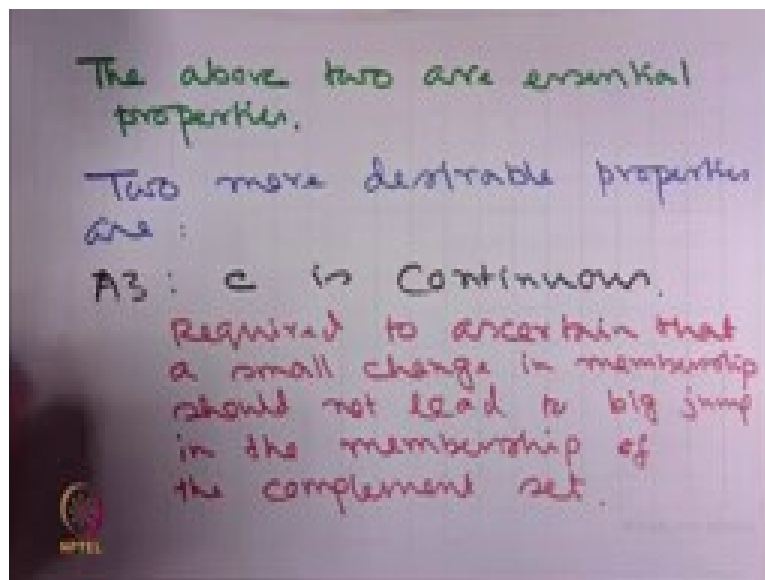 The above two are essential
properties.
Two more desirable properties
are :
A3 : c is Continuous.
Required to ascertain that
a small change in membership
should not lead to big jump
in the membership of
the complement set.
NPTEL